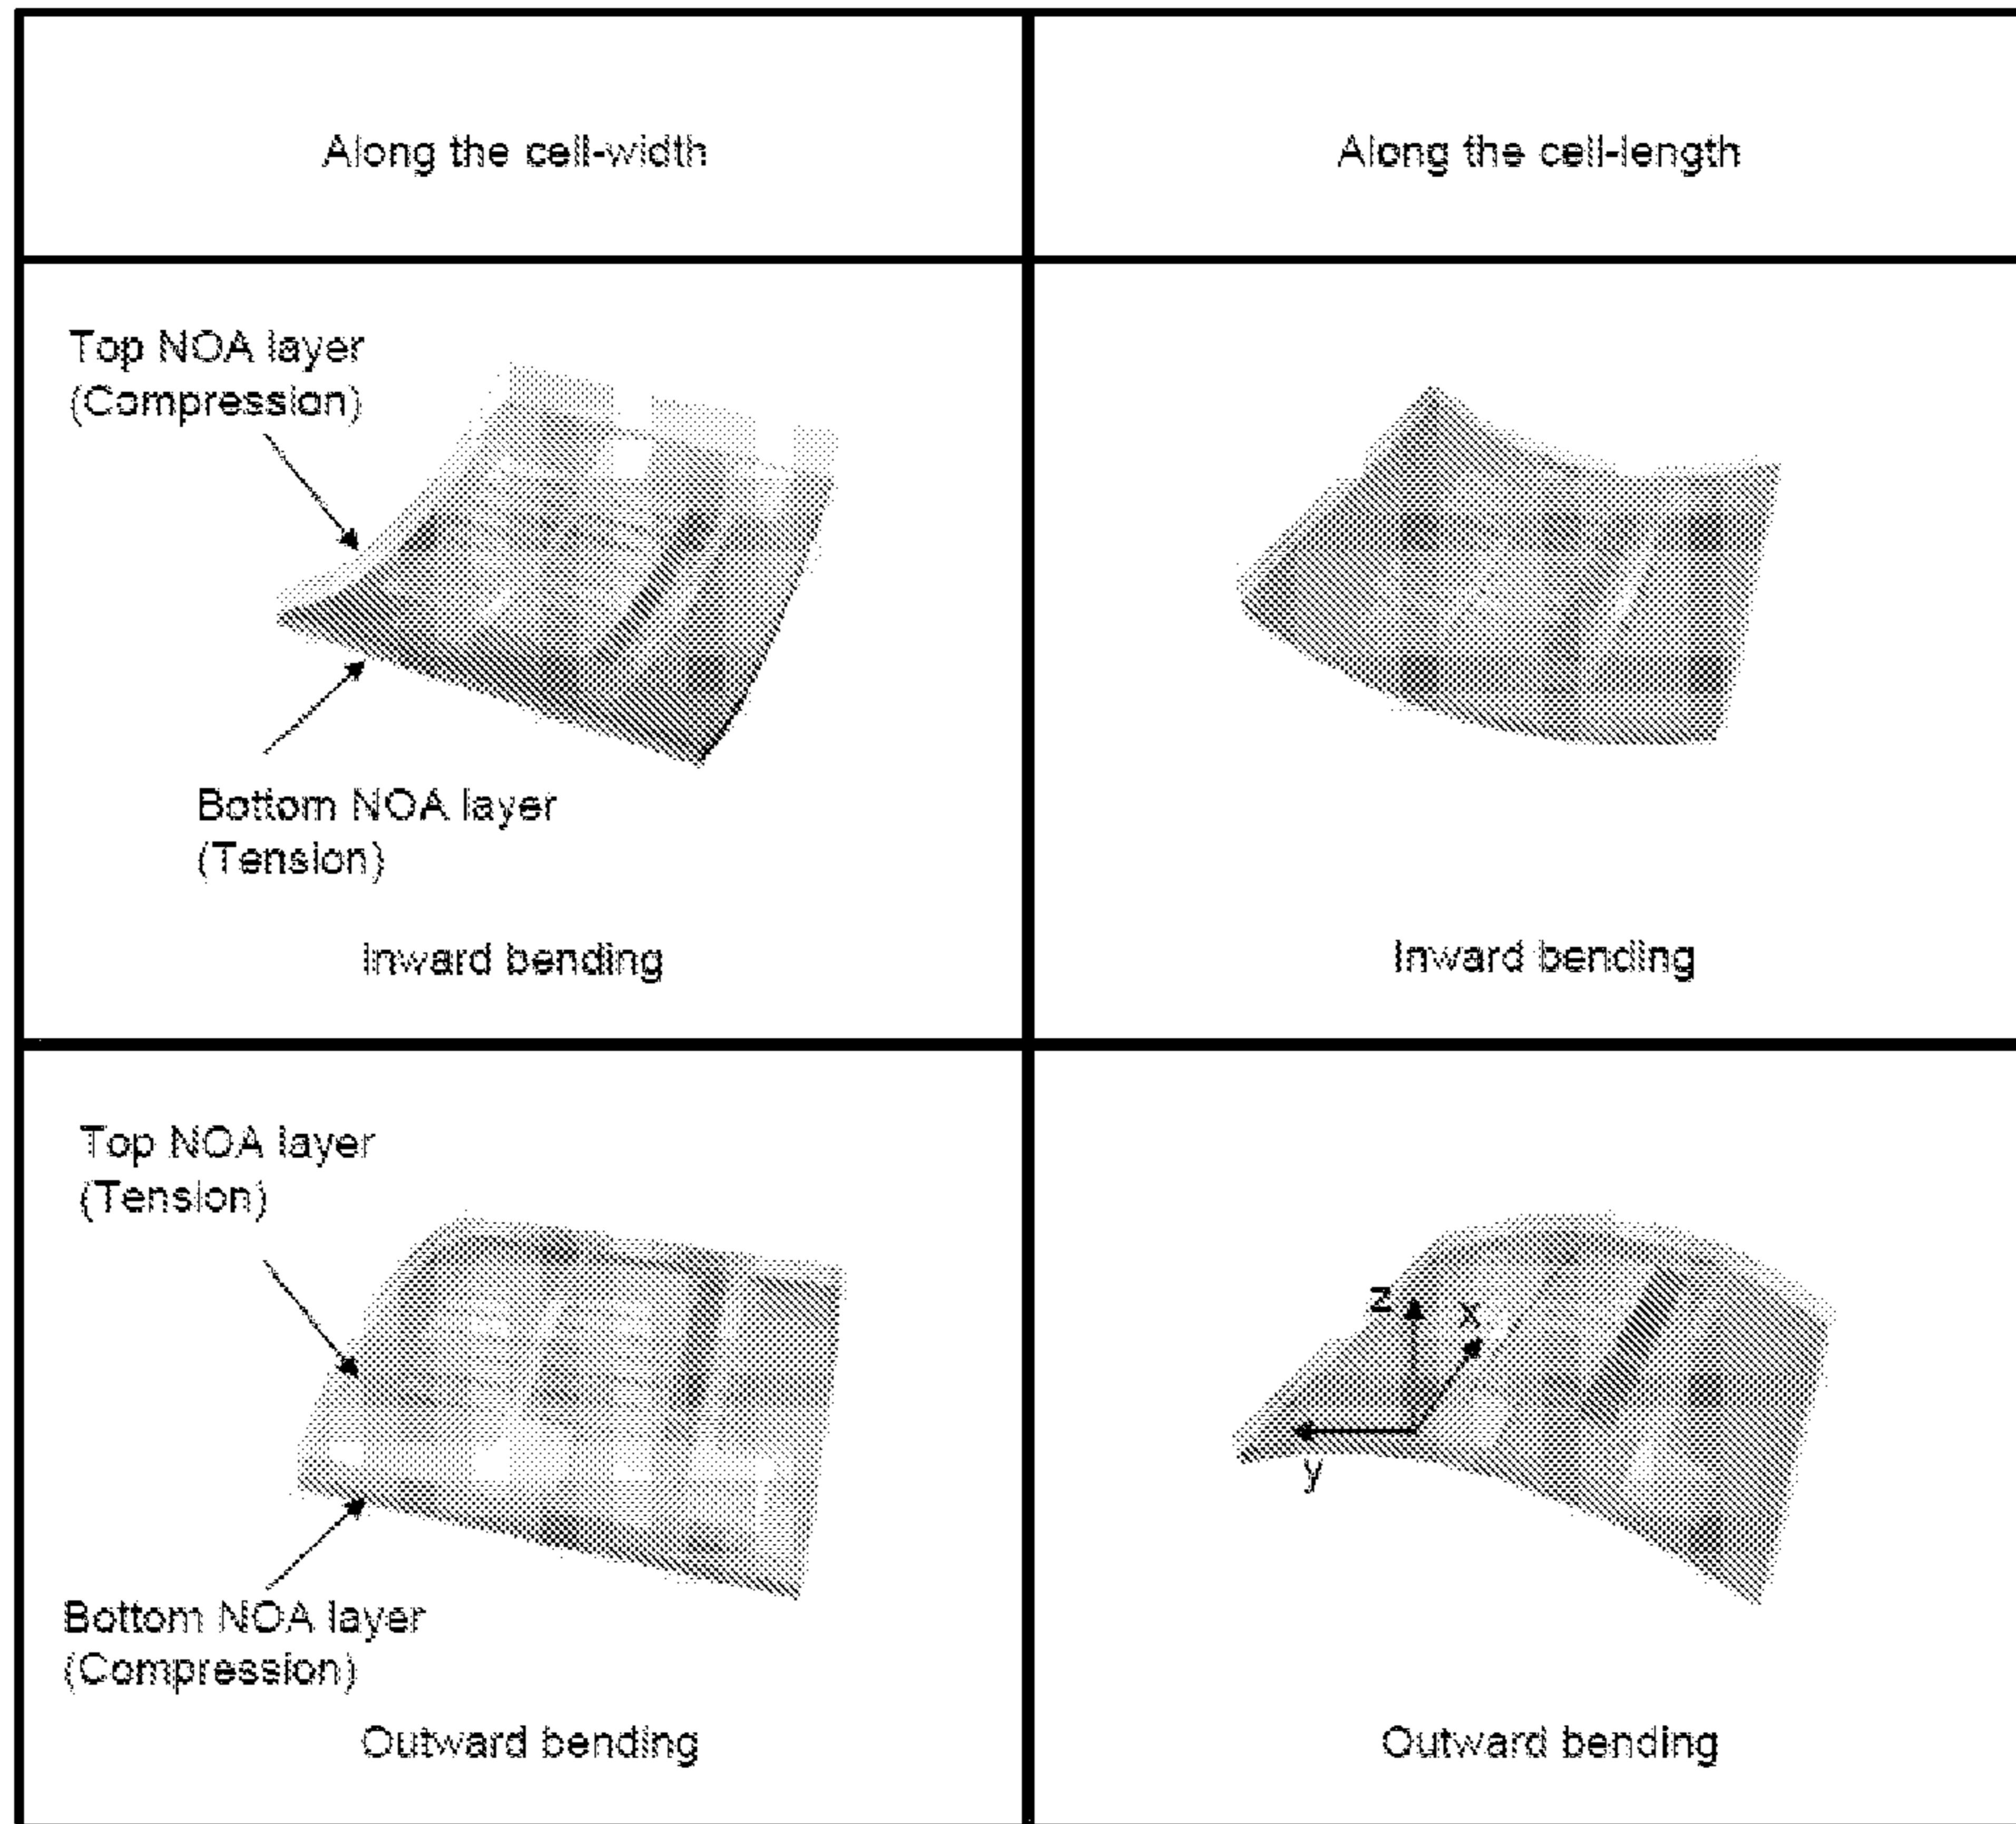 Along the cell-width
Along the cell-length
Top NOA layer
(Compression)
Bottom NOA layer
(Tension)
Inward bending
Inward bending
Top NOA layer
(Tension)
Bottom NOA layer
(Compression)
Outward bending
z
x
y
Outward bending